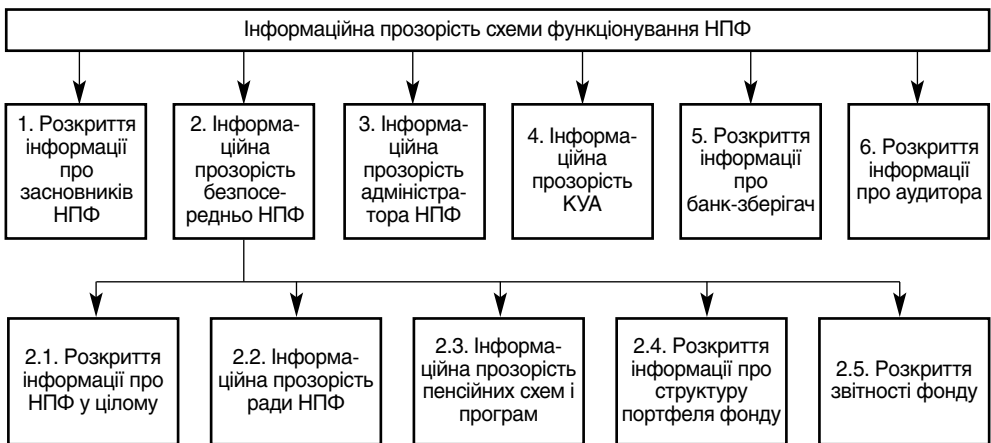 Інформаційна прозорість схеми функціонування НПФ
1. Розкриття
інформації
про
засновників
НПФ
2. Інформа-
ційна
прозорість
безпосе-
редньо НПФ
3. Інформа-
ційна
прозорість
адміністра-
тора НПФ
4. Інформа-
ційна
прозорість
КУА
5. Розкриття
інформації
про
банк-зберігач
6. Розкриття
інформації
про аудитора
2.1. Розкриття
інформації про
НПФ у цілому
2.2. Інформа-
ційна прозорість
ради НПФ
2.3. Інформа-
ційна прозорість
пенсійних схем і
програм
2.4. Розкриття
інформації про
структуру
портфеля фонду
2.5. Розкриття
звітності фонду